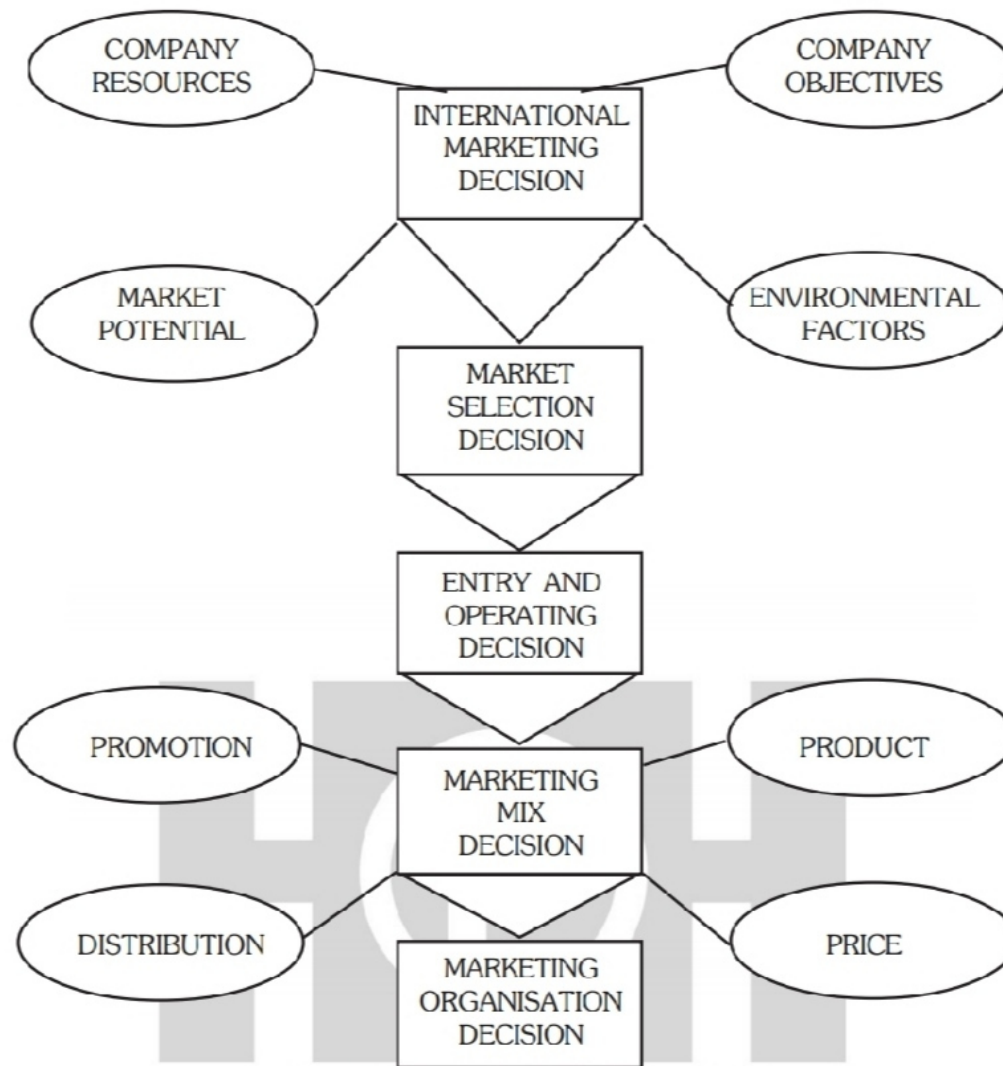 COMPANY
RESOURCES
COMPANY
OBJECTIVES
INTERNATIONAL
MARKETING
DECISION
MARKET
POTENTIAL
ENVIRONMENTAL
FACTORS
MARKET
SELECTION
DECISION
ENTRY AND
OPERATING
DECISION
PROMOTION
PRODUCT
MARKETING
MIX
DECISION
DISTRIBUTION
PRICE
MARKETING
ORGANISATION
DECISION